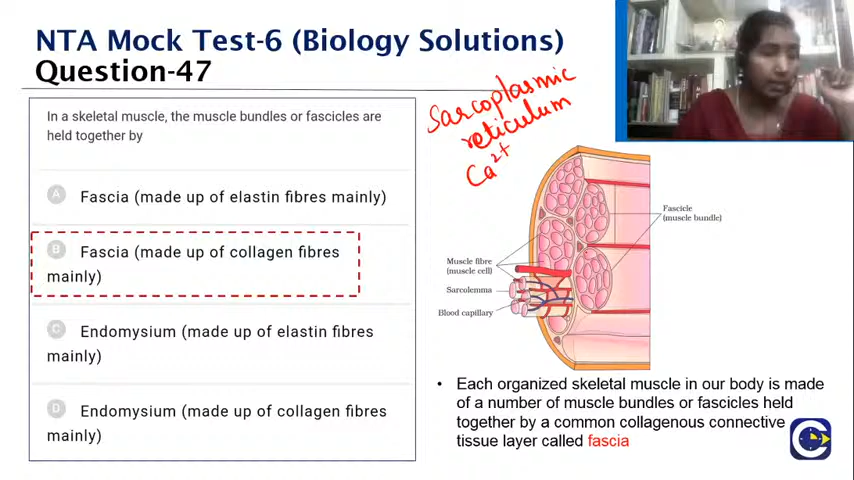 NTA Mock Test-6 (Biology Solutions)
Question-47
In a skeletal muscle, the muscle bundles or fascicles are
held together by
A Fascia (made up of elastin fibres mainly)
B Fascia (made up of collagen fibres
mainly)
C Endomysium (made up of elastin fibres
mainly)
D Endomysium (made up of collagen fibres
mainly)
Sarcoplasmic
reticulum
Ca2+
Fascicle
(muscle bundle)
Muscle fibre
(muscle cell)
Sarcolemma
Blood capillary
• Each organized skeletal muscle in our body is made
of a number of muscle bundles or fascicles held
together by a common collagenous connective
tissue layer called fascia